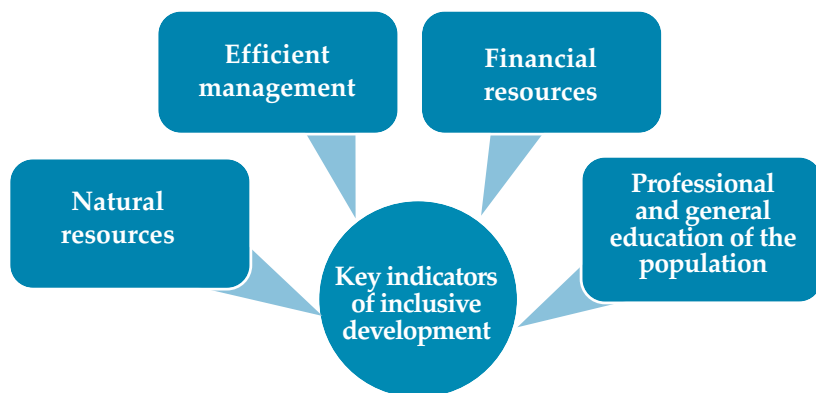 Efficient
management
Financial
resources
Natural
resources
Professional
and general
education of the
population
Key indicators
of inclusive
development